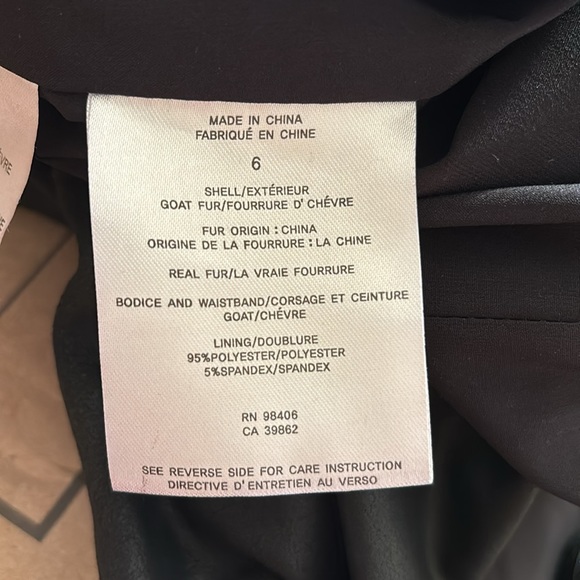 MADE IN CHINA
FABRIQUÉ EN CHINE
6
SHELL/EXTÉRIEUR
GOAT FUR/FOURRURE D'CHÉVRE
FUR ORIGIN : CHINA
ORIGINE DE LA FOURRURE : LA CHINE
REAL FUR/LA VRAIE FOURRURE
BODICE AND WAISTBAND/CORSAGE ET CEINTURE
GOAT/CHÉVRE
LINING/DOUBLURE
95%POLYESTER/POLYESTER
5%SPANDEX/SPANDEX
RN 98406
CA 39862
SEE REVERSE SIDE FOR CARE INSTRUCTION
DIRECTIVE D'ENTRETIEN AU VERSO